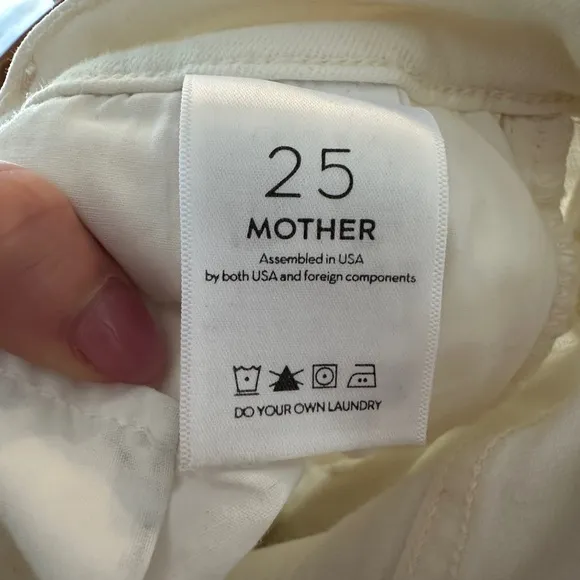 25
MOTHER
Assembled in USA
by both USA and foreign components
DO YOUR OWN LAUNDRY